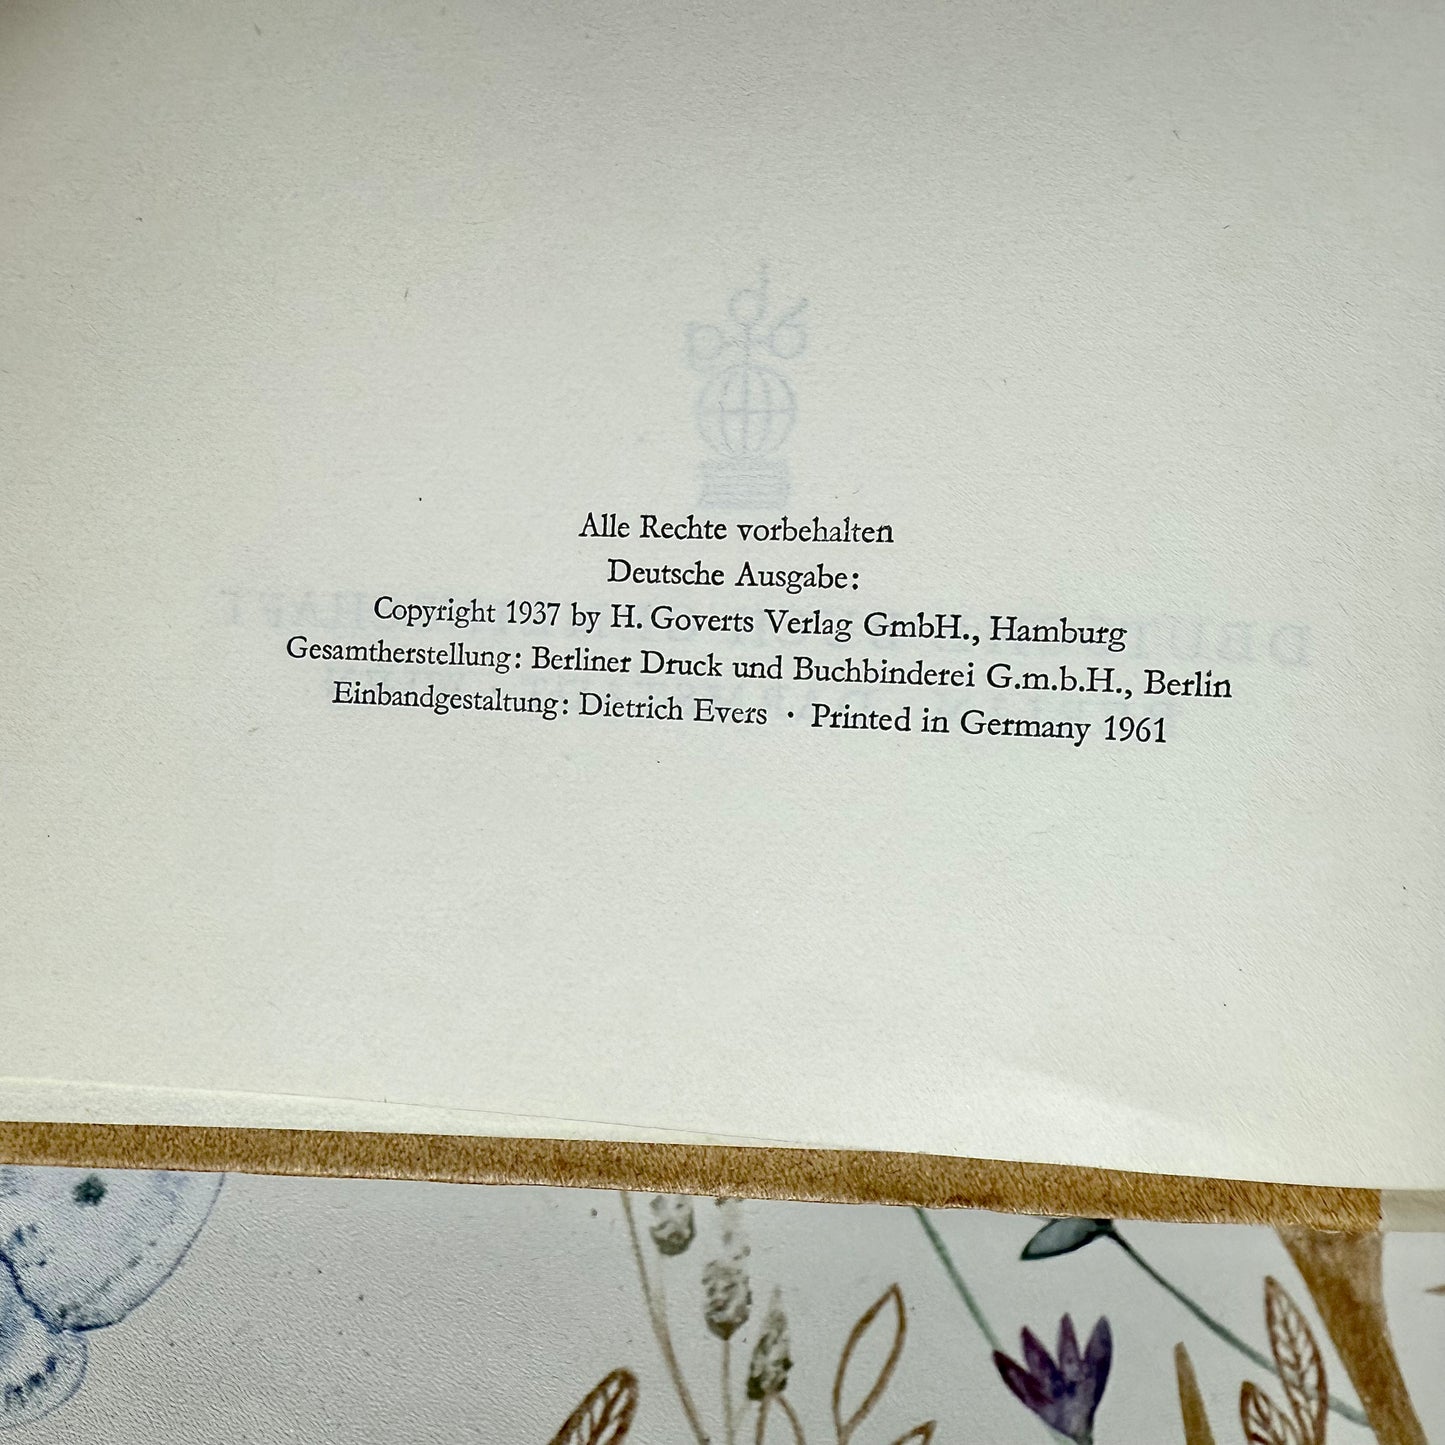 Alle Rechte vorbehalten
Deutsche Ausgabe:
Copyright 1937 by H. Goverts Verlag GmbH., Hamburg
Gesamtherstellung: Berliner Druck und Buchbinderei G.m.b.H., Berlin
Einbandgestaltung: Dietrich Evers · Printed in Germany 1961